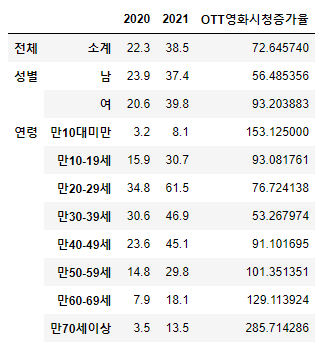 2020 2021 OTT영화시청증가율
전체 소계 22.3 38.5 72.645740
성별 남 23.9 37.4 56.485356
여 20.6 39.8 93.203883
연령 만10대미만 3.2 8.1 153.125000
만10-19세 15.9 30.7 93.081761
만20-29세 34.8 61.5 76.724138
만30-39세 30.6 46.9 53.267974
만40-49세 23.6 45.1 91.101695
만50-59세 14.8 29.8 101.351351
만60-69세 7.9 18.1 129.113924
만70세이상 3.5 13.5 285.714286